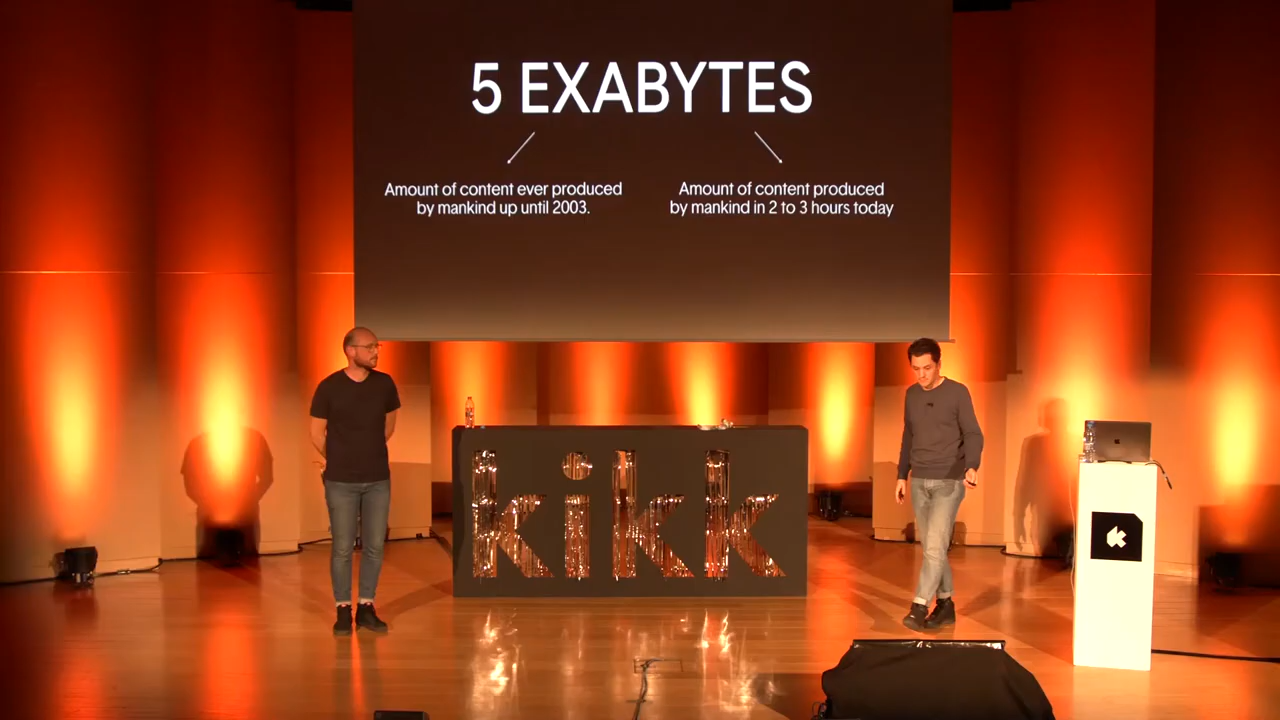 5 EXABYTES
Amount of content ever produced
by mankind up until 2003.
Amount of content produced
by mankind in 2 to 3 hours today
kikk